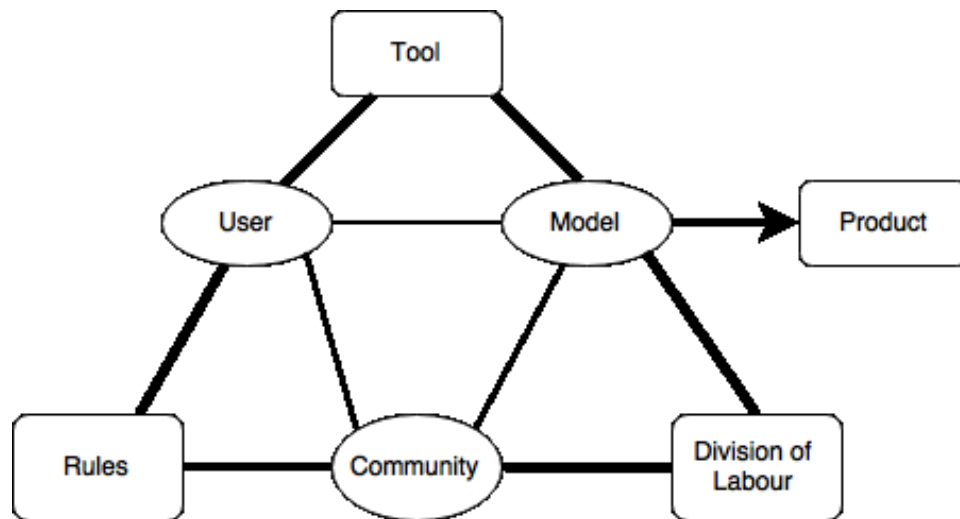 Tool
User
Model
Product
Rules
Community
Division of
Labour